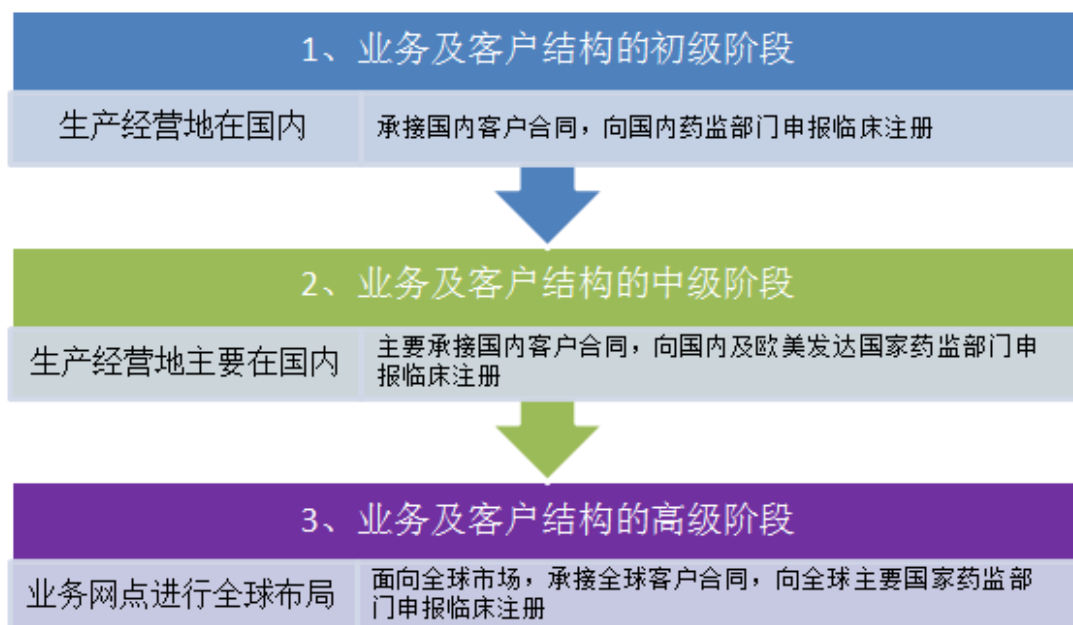 1、业务及客户结构的初级阶段
生产经营地在国内
承接国内客户合同，向国内药监部门申报临床注册
2、业务及客户结构的中级阶段
生产经营地主要在国内
主要承接国内客户合同，向国内及欧美发达国家药监部门申
报临床注册
3、业务及客户结构的高级阶段
业务网点进行全球布局
面向全球市场，承接全球客户合同，向全球主要国家药监部
门申报临床注册